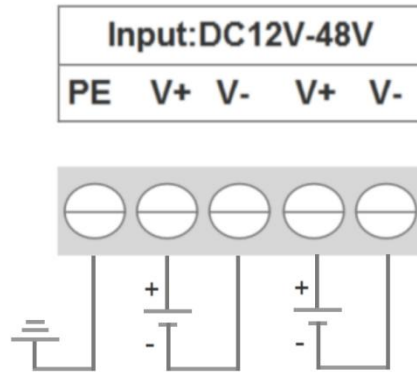 Input:DC12V-48V
PE V+ V- V+ V-
+ +
- -